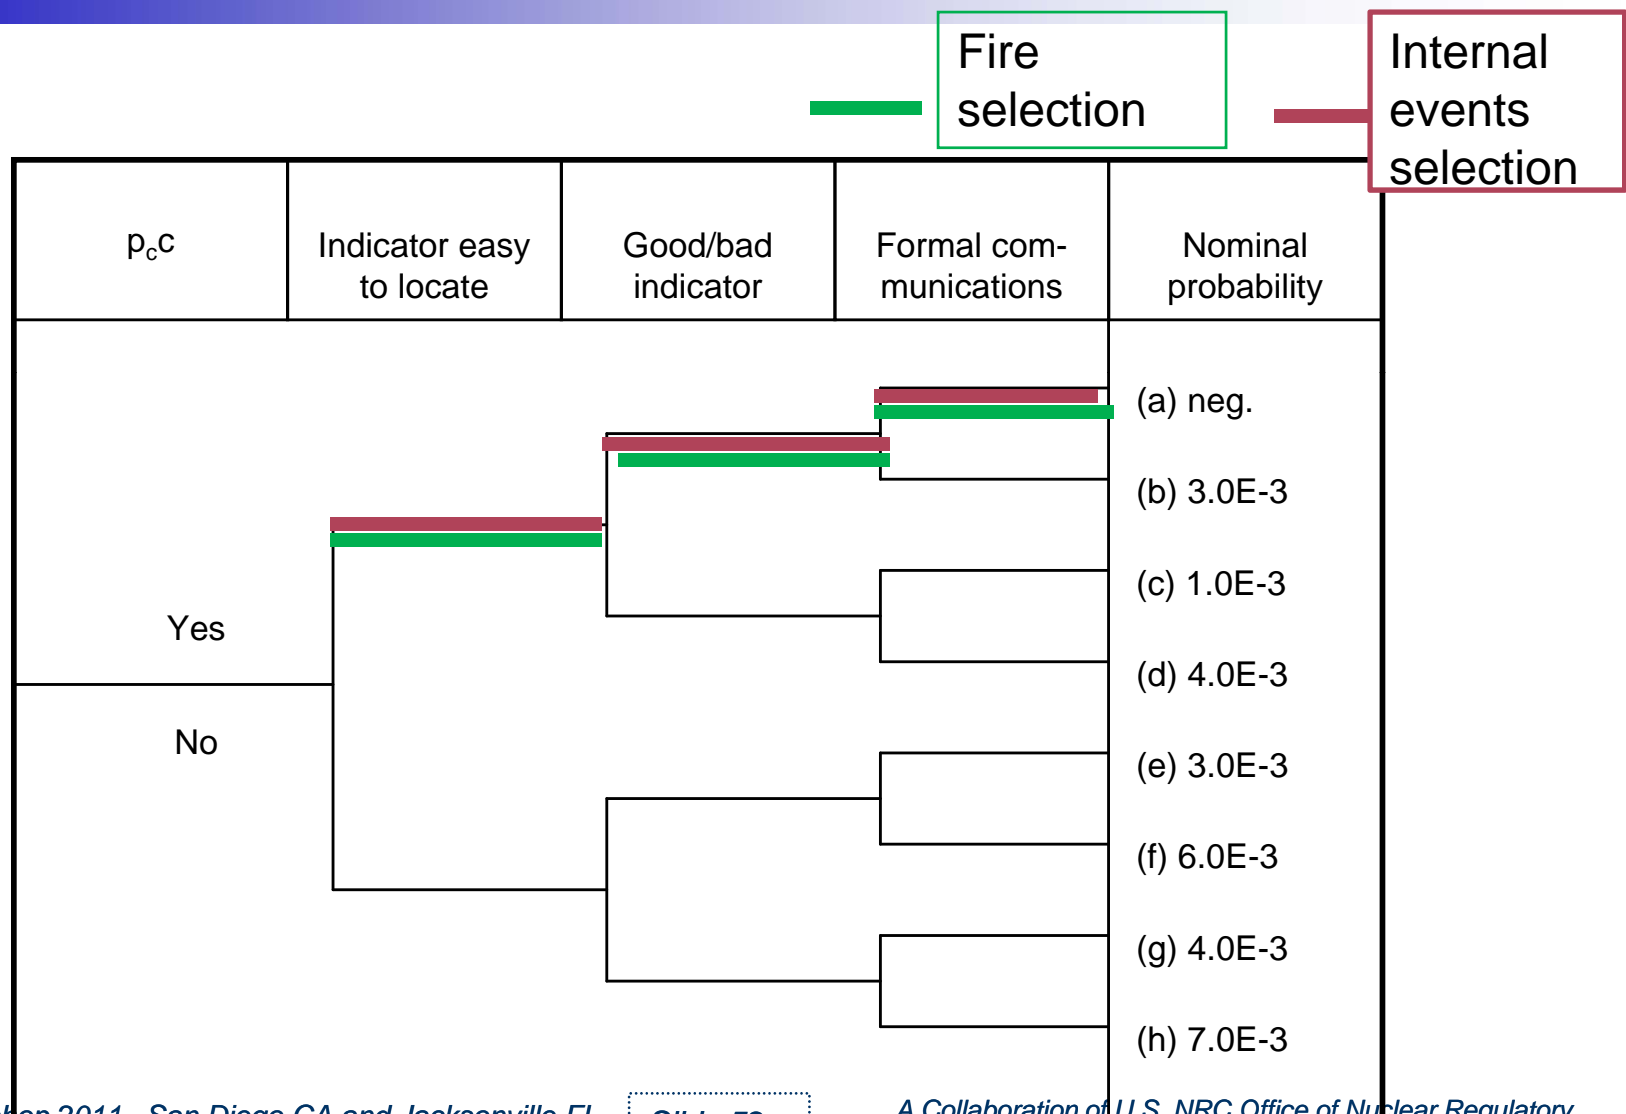 Fire
selection
Internal
events
selection
pcc
Indicator easy
to locate
Good/bad
indicator
Formal com-
munications
Nominal
probability
(a) neg.
(b) 3.0E-3
(c) 1.0E-3
Yes
(d) 4.0E-3
No
(e) 3.0E-3
(f) 6.0E-3
(g) 4.0E-3
(h) 7.0E-3
2011 San Diego CA and Jacksonville FL
A Collaboration of U.S. NRC Office of Nuclear Regulatory